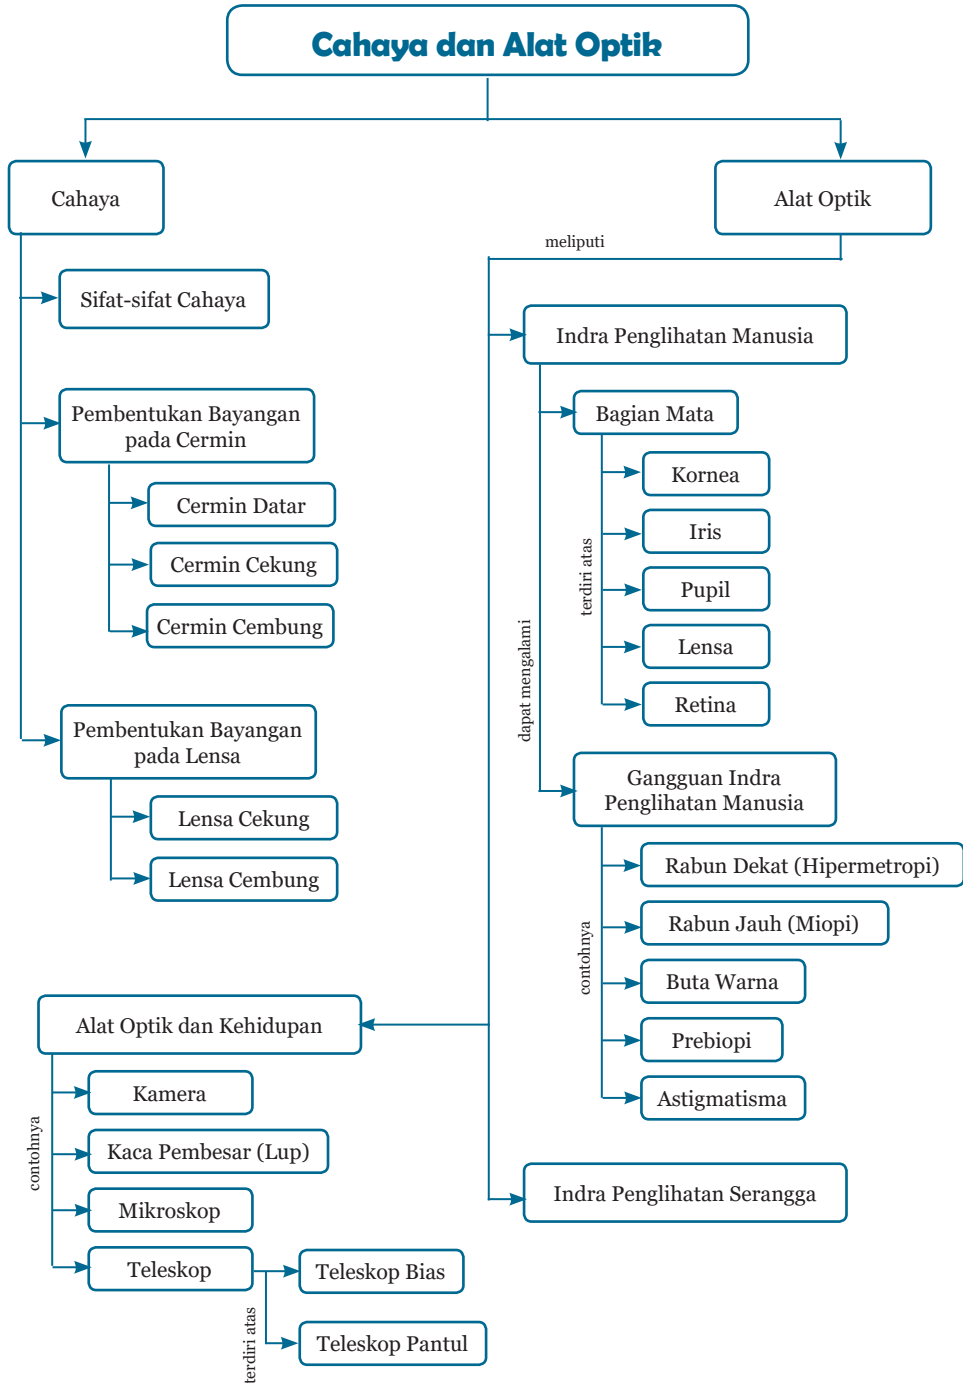 Cahaya dan Alat Optik
Cahaya
Sifat-sifat Cahaya
Pembentukan Bayangan
pada Cermin
Cermin Datar
Cermin Cekung
Cermin Cembung
Pembentukan Bayangan
pada Lensa
Lensa Cekung
Lensa Cembung
Alat Optik
meliputi
Indra Penglihatan Manusia
Bagian Mata
terdiri atas
Kornea
Iris
Pupil
Lensa
Retina
dapat mengalami
Gangguan Indra
Penglihatan Manusia
contohnya
Rabun Dekat (Hipermetropi)
Rabun Jauh (Miopi)
Buta Warna
Prebiopi
Astigmatisma
Indra Penglihatan Serangga
Alat Optik dan Kehidupan
contohnya
Kamera
Kaca Pembesar (Lup)
Mikroskop
Teleskop
terdiri atas
Teleskop Bias
Teleskop Pantul